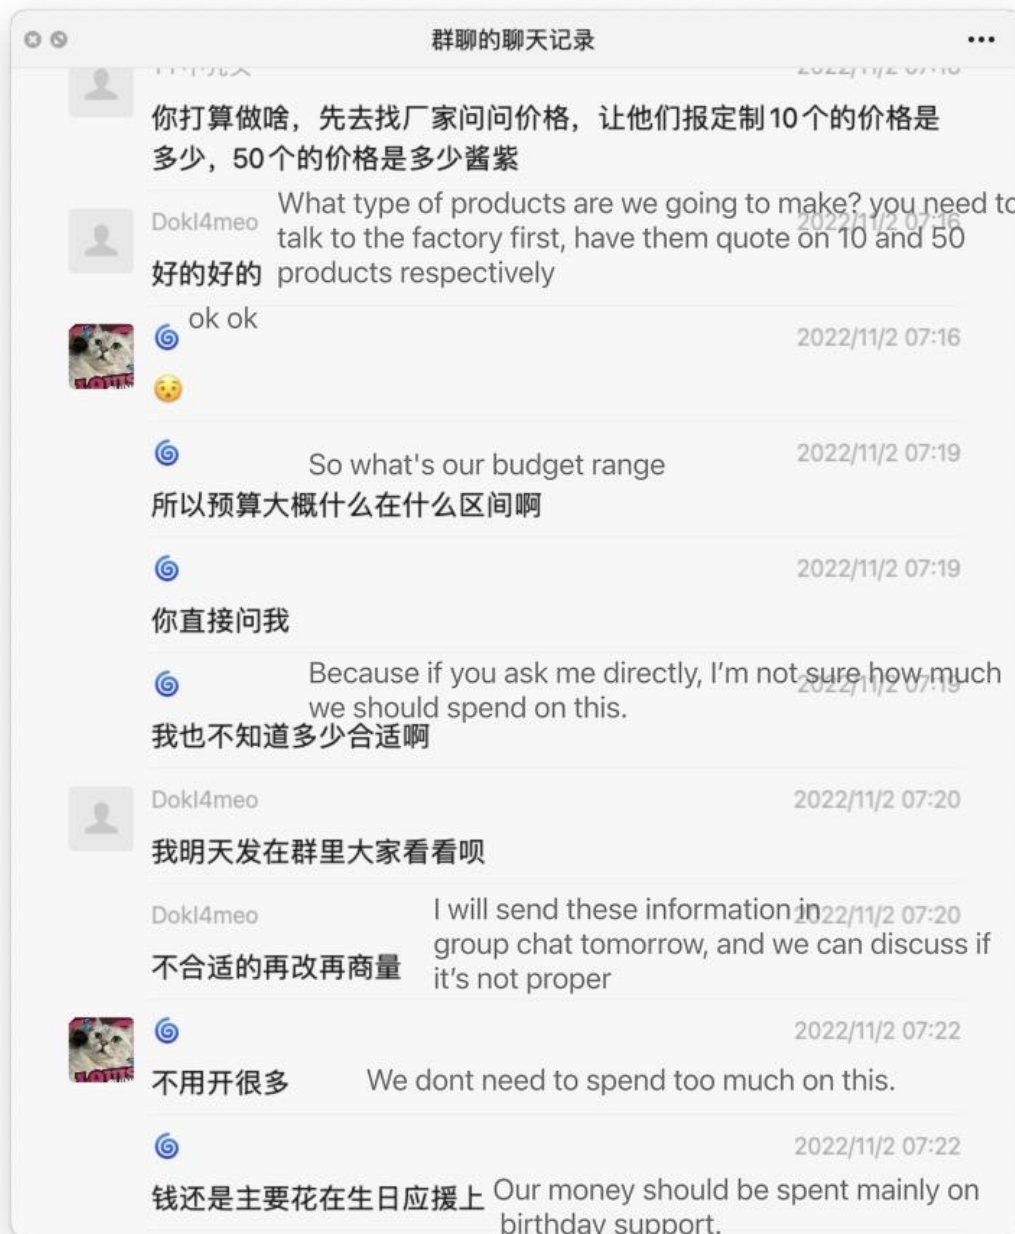 群聊的聊天记录
你打算做啥，先去找厂家问问价格，让他们报定制10个的价格是
多少，50个的价格是多少酱紫
What type of products are we going to make? you need to
Dokl4meo
2022/11/2 07:16
talk to the factory first, have them quote on 10 and 50
好的好的
products respectively
ok ok
2022/11/2 07:16
2022/11/2 07:19
So what's our budget range
所以预算大概什么在什么区间啊
2022/11/2 07:19
你直接问我
Because if you ask me directly, I'm not sure how much
2022/11/2 07:19
we should spend on this.
我也不知道多少合适啊
Dokl4meo
2022/11/2 07:20
我明天发在群里大家看看呗
Dokl4meo
2022/11/2 07:20
I will send these information in
group chat tomorrow, and we can discuss if
不合适的再改再商量
it's not proper
2022/11/2 07:22
不用开很多
We dont need to spend too much on this.
2022/11/2 07:22
钱还是主要花在生日应援上
Our money should be spent mainly on
birthday support.